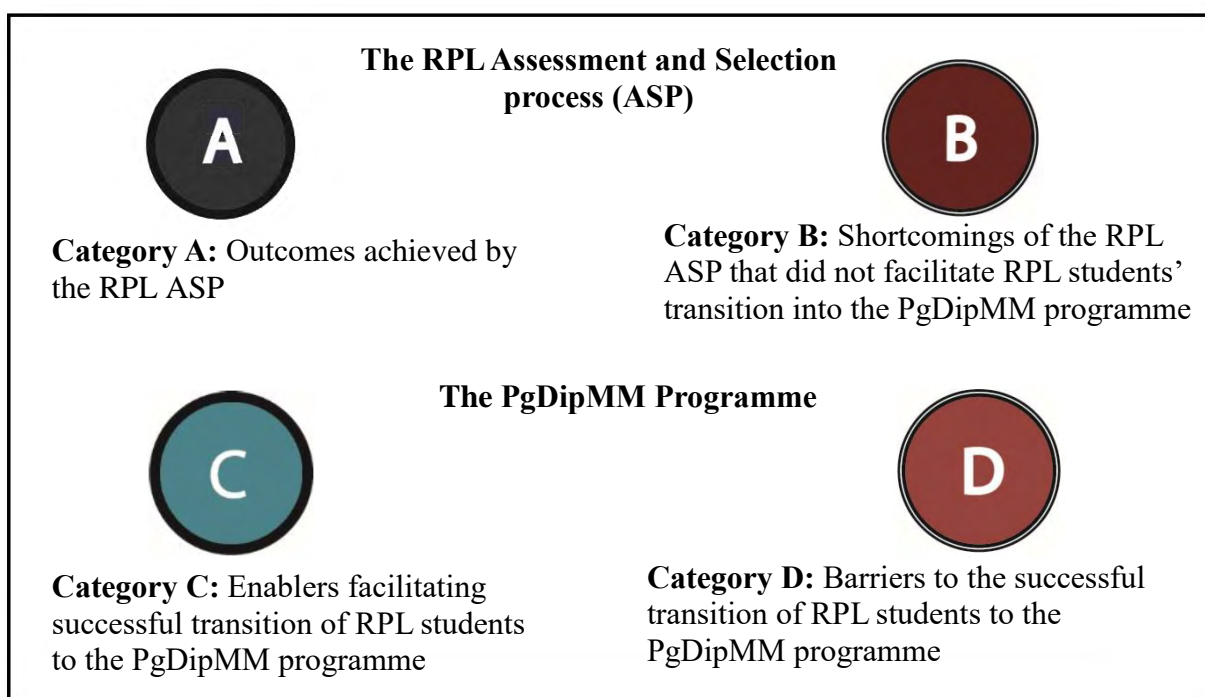 The RPL Assessment and Selection
process (ASP)
A
B
Category A: Outcomes achieved by
the RPL ASP
Category B: Shortcomings of the RPL
ASP that did not facilitate RPL students’
transition into the PgDipMM programme
The PgDipMM Programme
C
D
Category C: Enablers facilitating
successful transition of RPL students
to the PgDipMM programme
Category D: Barriers to the successful
transition of RPL students to the
PgDipMM programme